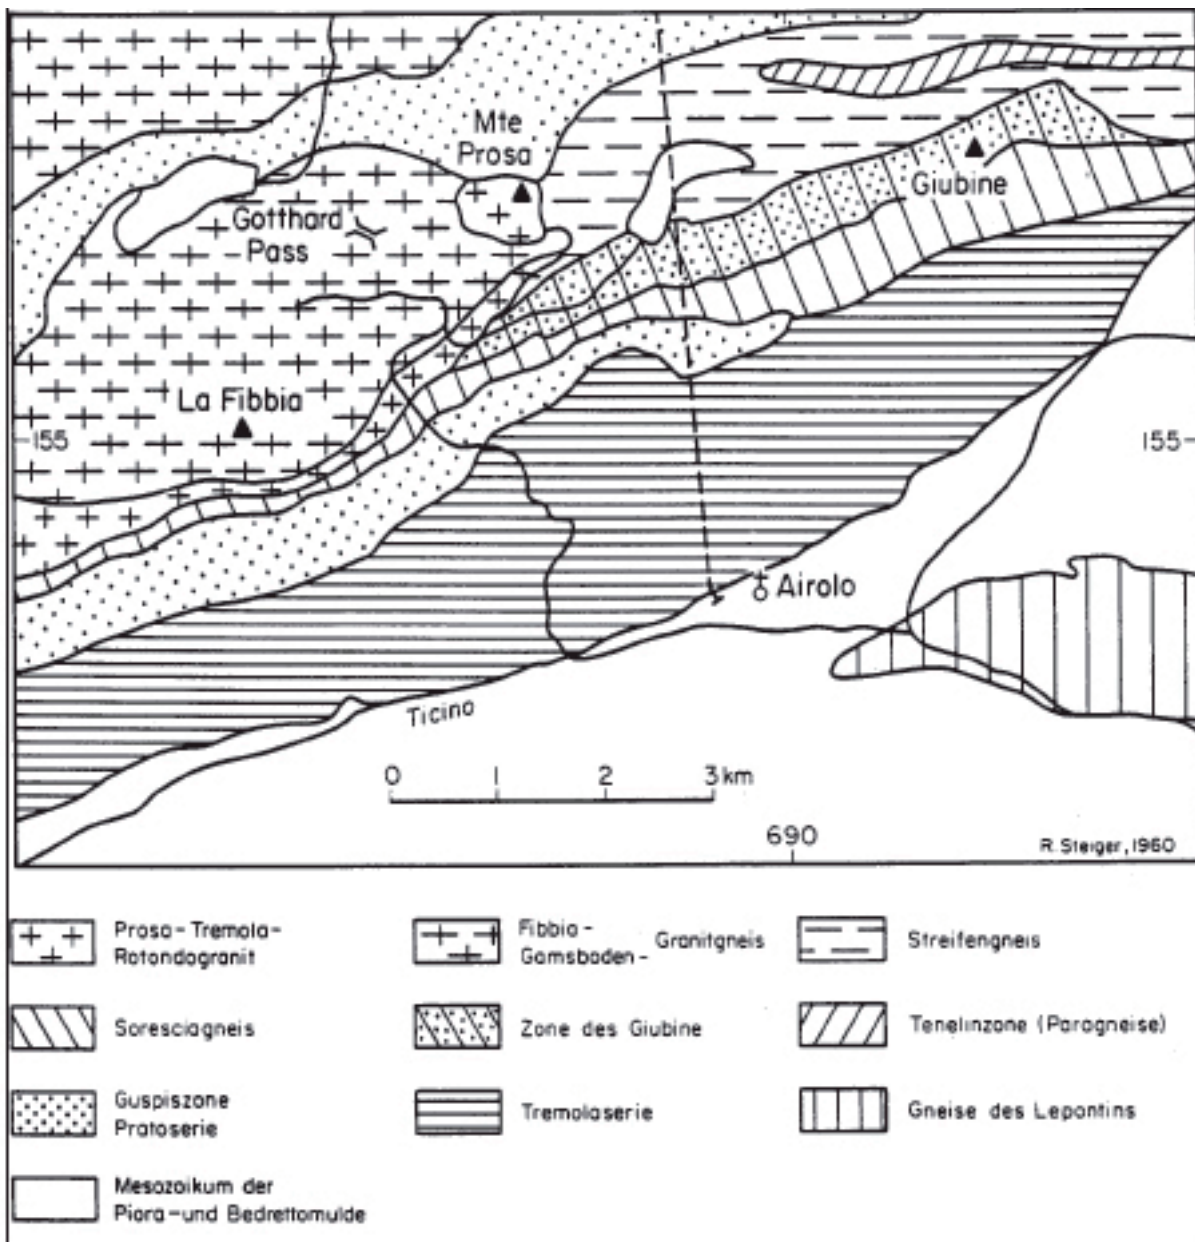 Mte
Prosa
Gotthard
Pass
Giubine
La Fibbia
155
155
Airolo
Ticino
0 1 2 3 km
690
R. Steiger, 1960
Prosa - Tremola -
Rotondogranit
Fibbia -
Gamsboden - Granitgneis
Streifengneis
Soresciagneis
Zone des Giubine
Tenelinzone (Paragneise)
Guspiszone
Pratoserie
Tremolaserie
Gneise des Lepontins
Mesozoikum der
Piora - und Bedrettomulde